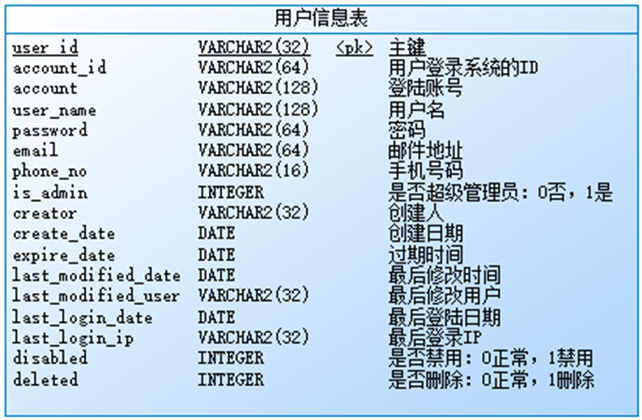 用户信息表
user_id VARCHAR2(32) <pk> 主键
account_id VARCHAR2(64) 用户登录系统的ID
account VARCHAR2(128) 登陆账号
user_name VARCHAR2(128) 用户名
password VARCHAR2(64) 密码
email VARCHAR2(64) 邮件地址
phone_no VARCHAR2(16) 手机号码
is_admin INTEGER 是否超级管理员：0否，1是
creator VARCHAR2(32) 创建人
create_date DATE 创建日期
expire_date DATE 过期时间
last_modified_date DATE 最后修改时间
last_modified_user VARCHAR2(32) 最后修改用户
last_login_date DATE 最后登陆日期
last_login_ip VARCHAR2(32) 最后登录IP
disabled INTEGER 是否禁用：0正常，1禁用
deleted INTEGER 是否删除：0正常，1删除